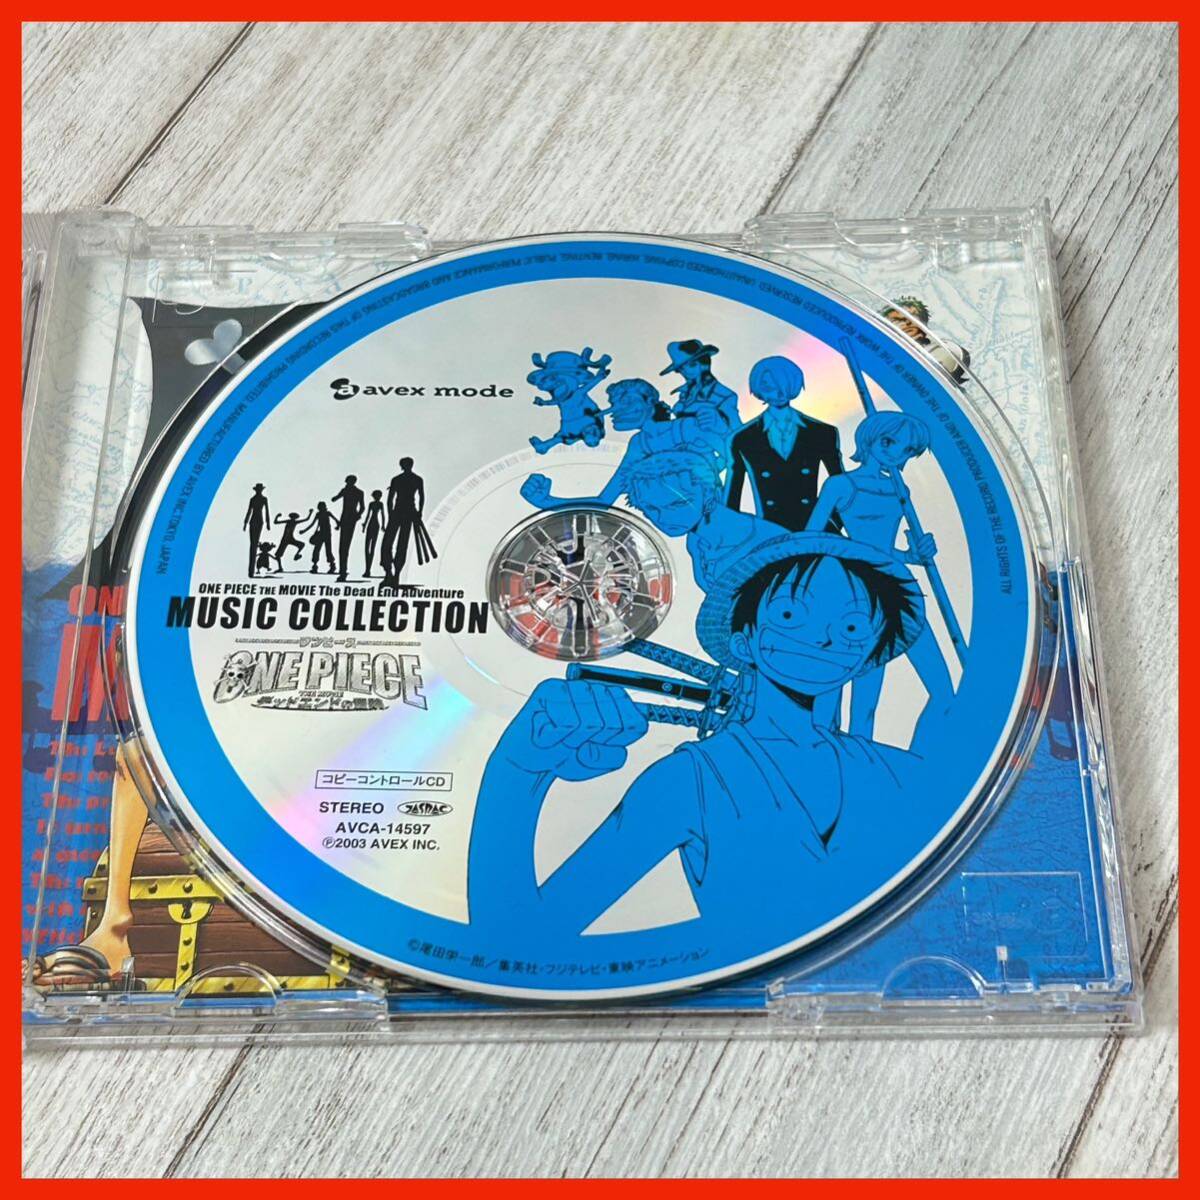 avex mode
ONE PIECE THE MOVIE The Dead End Adventure
MUSIC COLLECTION
ワンピース
ONE PIECE
THE MOVIE
デッドエンドの冒険
コピーコントロールCD
STEREO JASRAC
AVCA-14597
Ⓟ2003 AVEX INC.
©尾田栄一郎／集英社・フジテレビ・東映アニメーション
ALL RIGHTS OF THE RECORD PRODUCER AND OF THE OWNER OF THE WORK REPRODUCED RESERVED. UNAUTHORIZED COPYING, HIRING, RENTING, PUBLIC PERFORMANCE AND BROADCASTING OF THIS RECORDING PROHIBITED. MANUFACTURED BY AVEX INC. TOKYO, JAPAN
ON